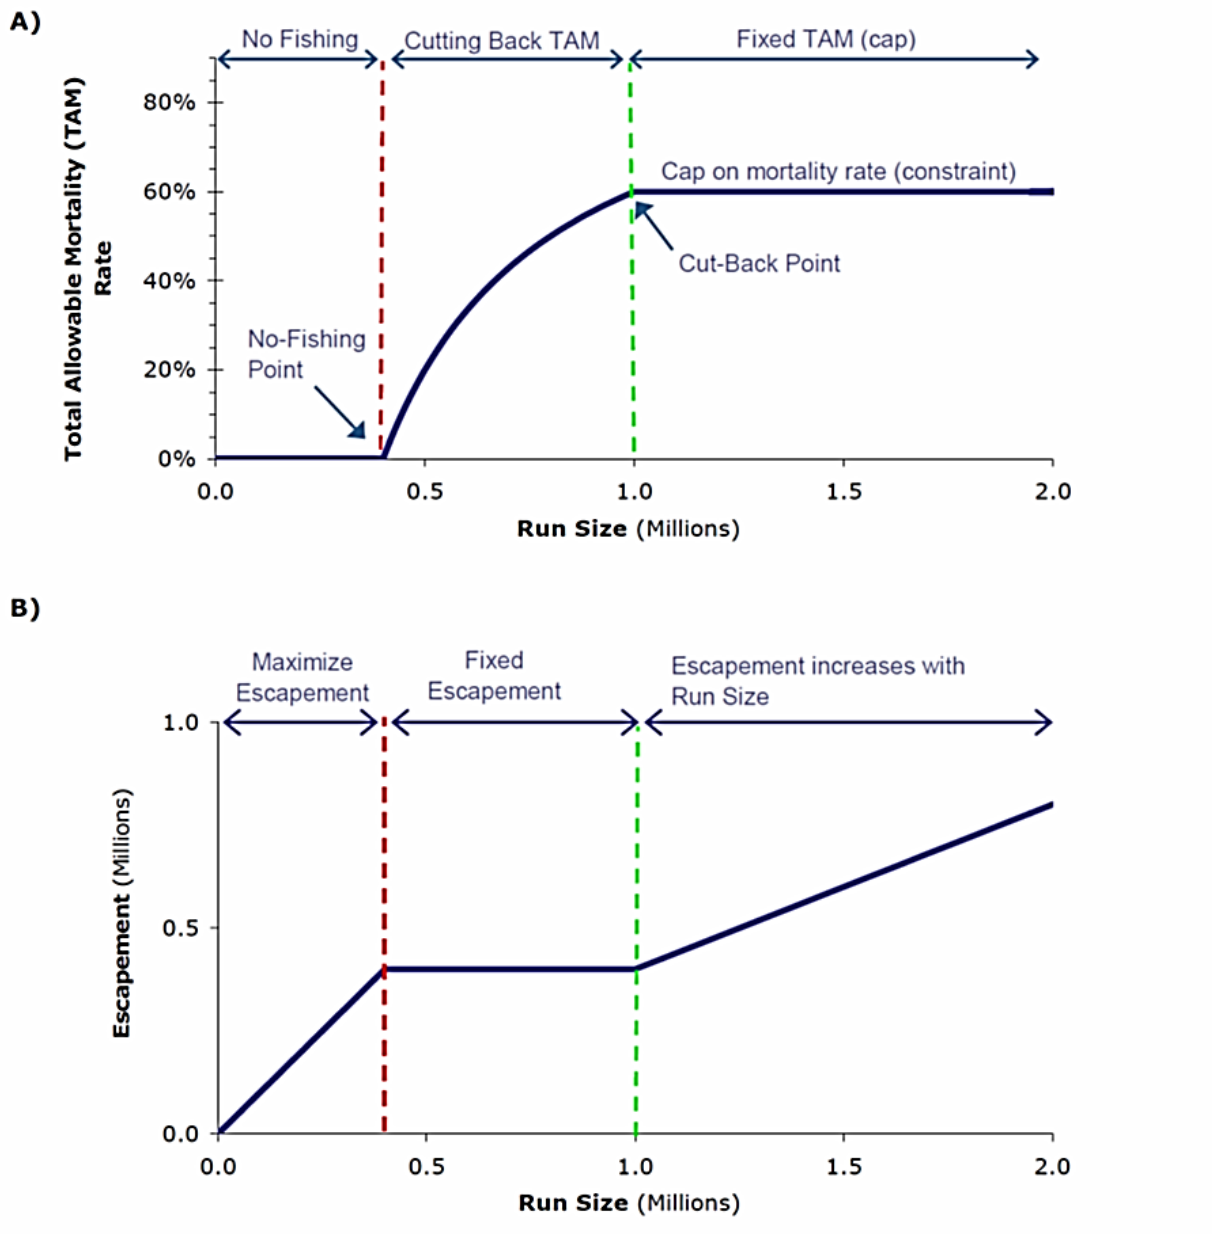 A)
No Fishing
Cutting Back TAM
Fixed TAM (cap)
Total Allowable Mortality (TAM)
Rate
80%
60%
40%
20%
0%
Cap on mortality rate (constraint)
Cut-Back Point
No-Fishing
Point
0.0
0.5
1.0
1.5
2.0
Run Size (Millions)
B)
Maximize
Escapement
Fixed
Escapement
Escapement increases with
Run Size
Escapement (Millions)
1.0
0.5
0.0
0.0
0.5
1.0
1.5
2.0
Run Size (Millions)